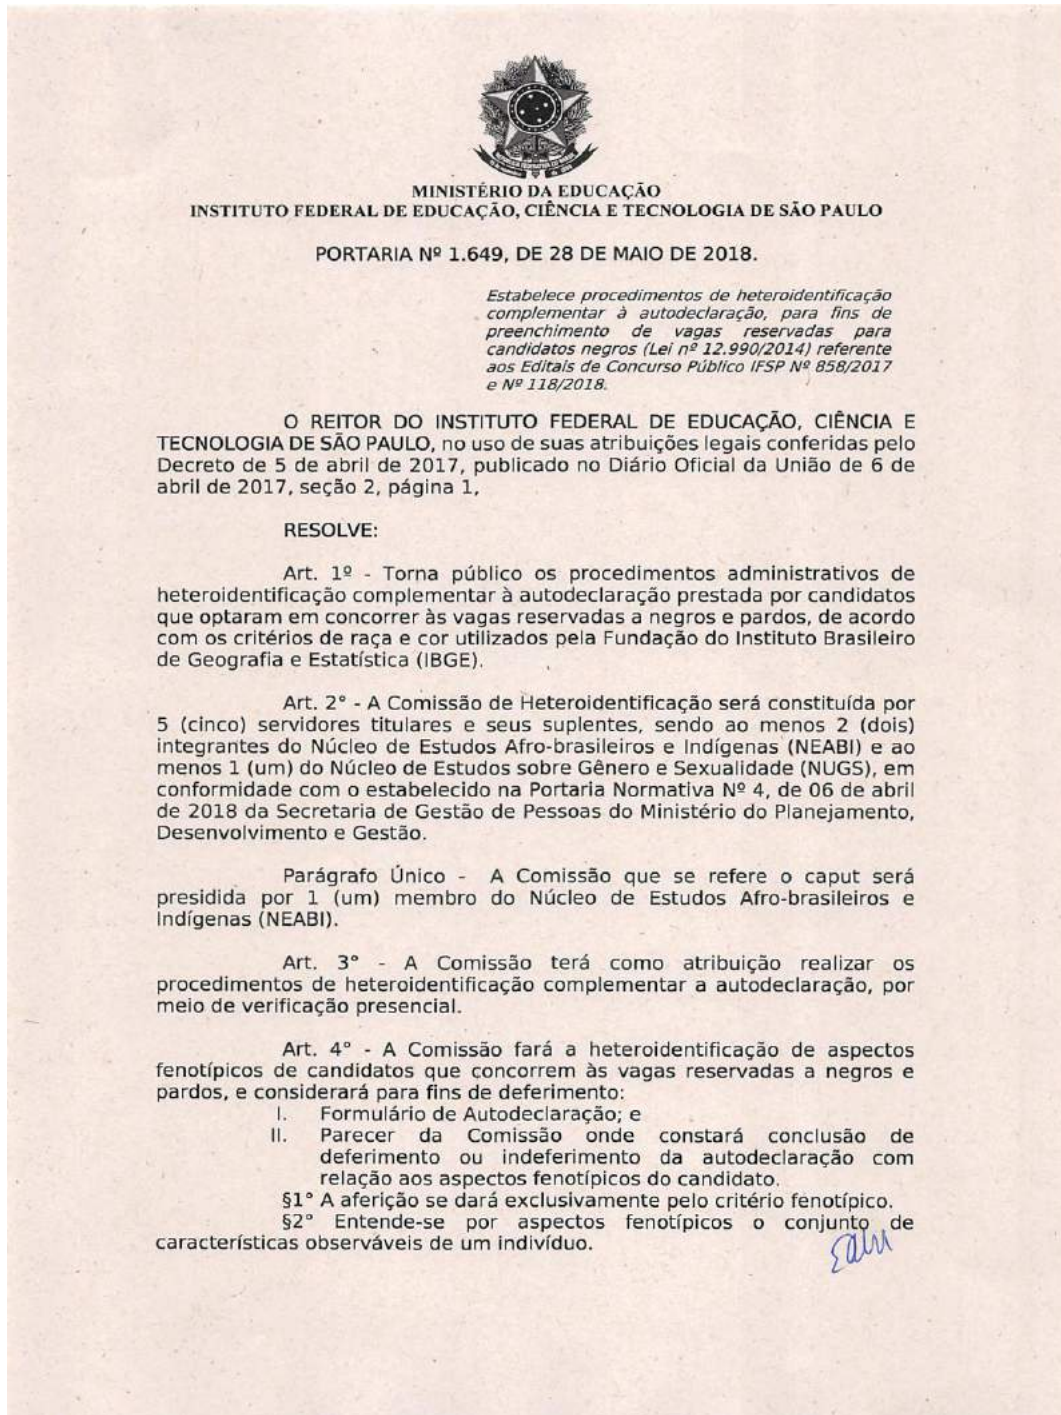 MINISTÉRIO DA EDUCAÇÃO
INSTITUTO FEDERAL DE EDUCAÇÃO, CIÊNCIA E TECNOLOGIA DE SÃO PAULO
PORTARIA Nº 1.649, DE 28 DE MAIO DE 2018.
Estabelece procedimentos de heteroidentificação
complementar à autodeclaração, para fins de
preenchimento de vagas reservadas para
candidatos negros (Lei nº 12.990/2014) referente
aos Editais de Concurso Público IFSP Nº 858/2017
e Nº 118/2018.
O REITOR DO INSTITUTO FEDERAL DE EDUCAÇÃO, CIÊNCIA E
TECNOLOGIA DE SÃO PAULO, no uso de suas atribuições legais conferidas pelo
Decreto de 5 de abril de 2017, publicado no Diário Oficial da União de 6 de
abril de 2017, seção 2, página 1,
RESOLVE:
Art. 1º - Torna público os procedimentos administrativos de
heteroidentificação complementar à autodeclaração prestada por candidatos
que optaram em concorrer às vagas reservadas a negros e pardos, de acordo
com os critérios de raça e cor utilizados pela Fundação do Instituto Brasileiro
de Geografia e Estatística (IBGE).
Art. 2° - A Comissão de Heteroidentificação será constituída por
5 (cinco) servidores titulares e seus suplentes, sendo ao menos 2 (dois)
integrantes do Núcleo de Estudos Afro-brasileiros e Indígenas (NEABI) e ao
menos 1 (um) do Núcleo de Estudos sobre Gênero e Sexualidade (NUGS), em
conformidade com o estabelecido na Portaria Normativa Nº 4, de 06 de abril
de 2018 da Secretaria de Gestão de Pessoas do Ministério do Planejamento,
Desenvolvimento e Gestão.
Parágrafo Único - A Comissão que se refere o caput será
presidida por 1 (um) membro do Núcleo de Estudos Afro-brasileiros e
Indígenas (NEABI).
Art. 3° - A Comissão terá como atribuição realizar os
procedimentos de heteroidentificação complementar a autodeclaração, por
meio de verificação presencial.
Art. 4° - A Comissão fará a heteroidentificação de aspectos
fenotípicos de candidatos que concorrem às vagas reservadas a negros e
pardos, e considerará para fins de deferimento:
I. Formulário de Autodeclaração; e
II. Parecer da Comissão onde constará conclusão de
deferimento ou indeferimento da autodeclaração com
relação aos aspectos fenotípicos do candidato.
§1° A aferição se dará exclusivamente pelo critério fenotípico.
§2° Entende-se por aspectos fenotípicos o conjunto de
características observáveis de um indivíduo.